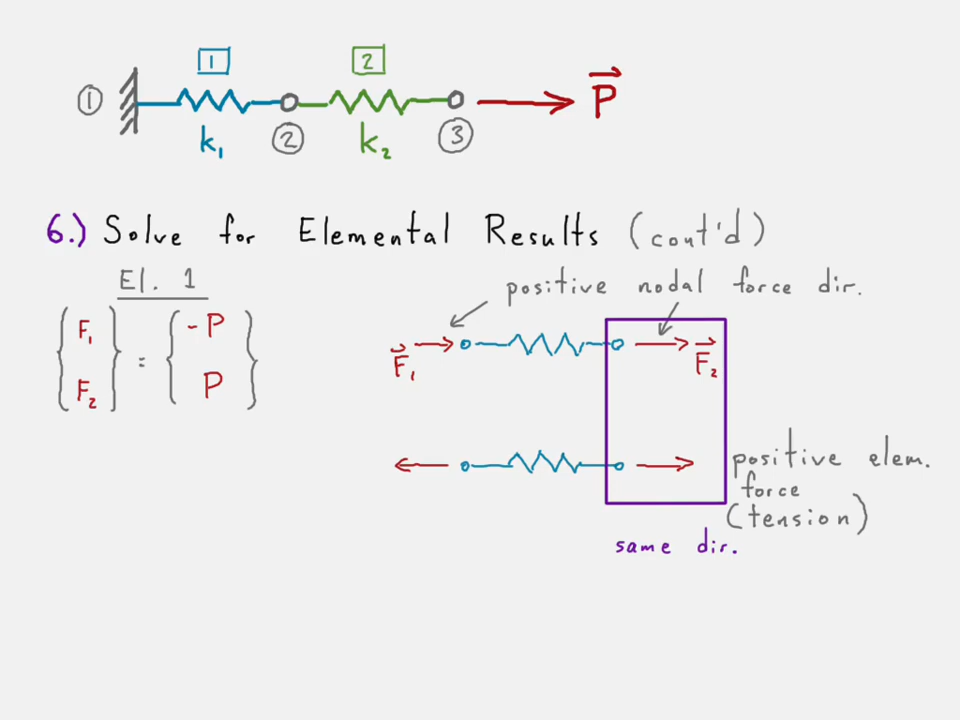 1 2
P
1
k1 2 k2 3
6.) Solve for Elemental Results (cont'd)
El. 1
positive nodal force dir.
{ F1 } = { -P }
{ F2 } { P }
F1 F2
positive elem.
force
(tension)
same dir.